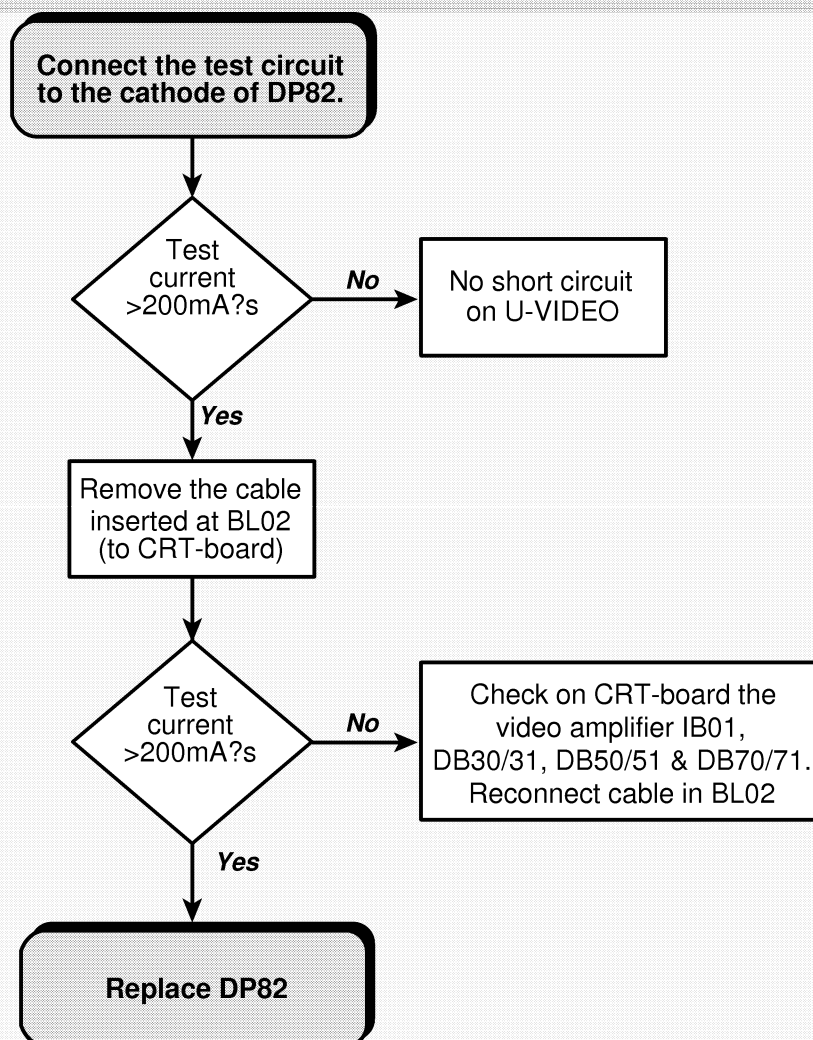 Connect the test circuit
to the cathode of DP82.
Test
current
>200mA?s
No
No short circuit
on U-VIDEO
Yes
Remove the cable
inserted at BL02
(to CRT-board)
Test
current
>200mA?s
No
Check on CRT-board the
video amplifier IB01,
DB30/31, DB50/51 & DB70/71.
Reconnect cable in BL02
Yes
Replace DP82